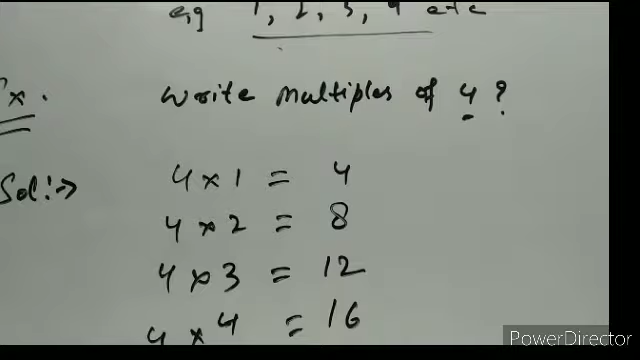 e,g 1, 2, 3, 4 etc
Ex. Write multiples of 4 ?
Sol:->
4 x 1 = 4
4 x 2 = 8
4 x 3 = 12
4 x 4 = 16
PowerDirector